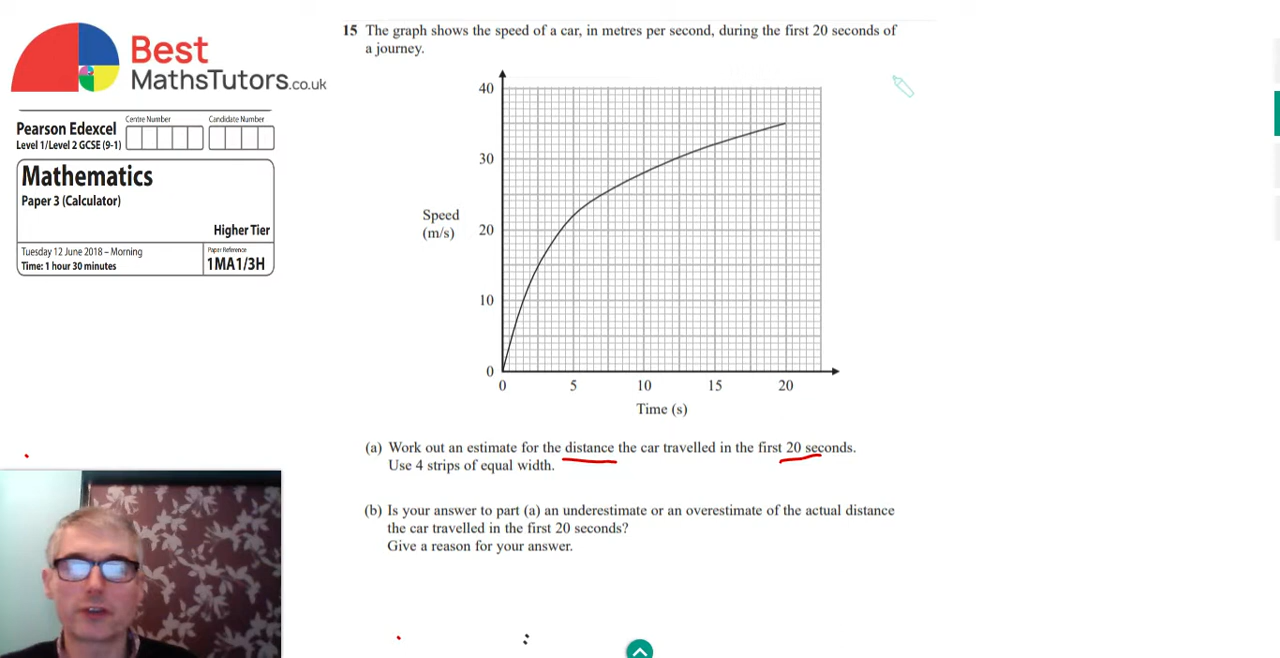 Best
MathsTutors.co.uk
Centre Number
Candidate Number
Pearson Edexcel
Level 1/Level 2 GCSE (9-1)
Mathematics
Paper 3 (Calculator)
Higher Tier
Tuesday 12 June 2018 – Morning
Time: 1 hour 30 minutes
Paper Reference
1MA1/3H
15 The graph shows the speed of a car, in metres per second, during the first 20 seconds of
a journey.
40
30
Speed
(m/s)
20
10
0
0 5 10 15 20
Time (s)
(a) Work out an estimate for the distance the car travelled in the first 20 seconds.
Use 4 strips of equal width.
(b) Is your answer to part (a) an underestimate or an overestimate of the actual distance
the car travelled in the first 20 seconds?
Give a reason for your answer.